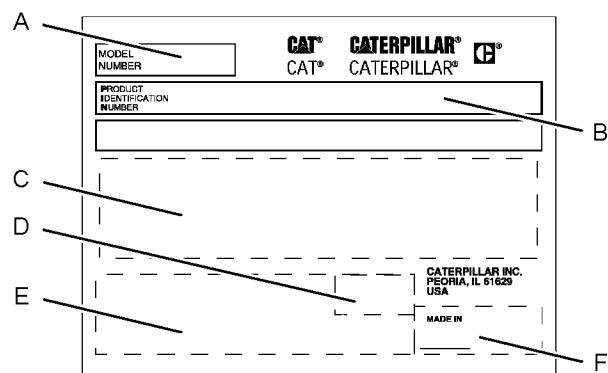 A
MODEL
NUMBER
CAT® CATERPILLAR® C®
CAT® CATERPILLAR®
PRODUCT
IDENTIFICATION
NUMBER
B
C
D
CATERPILLAR INC.
PEORIA, IL 61629
USA
E
MADE IN
F